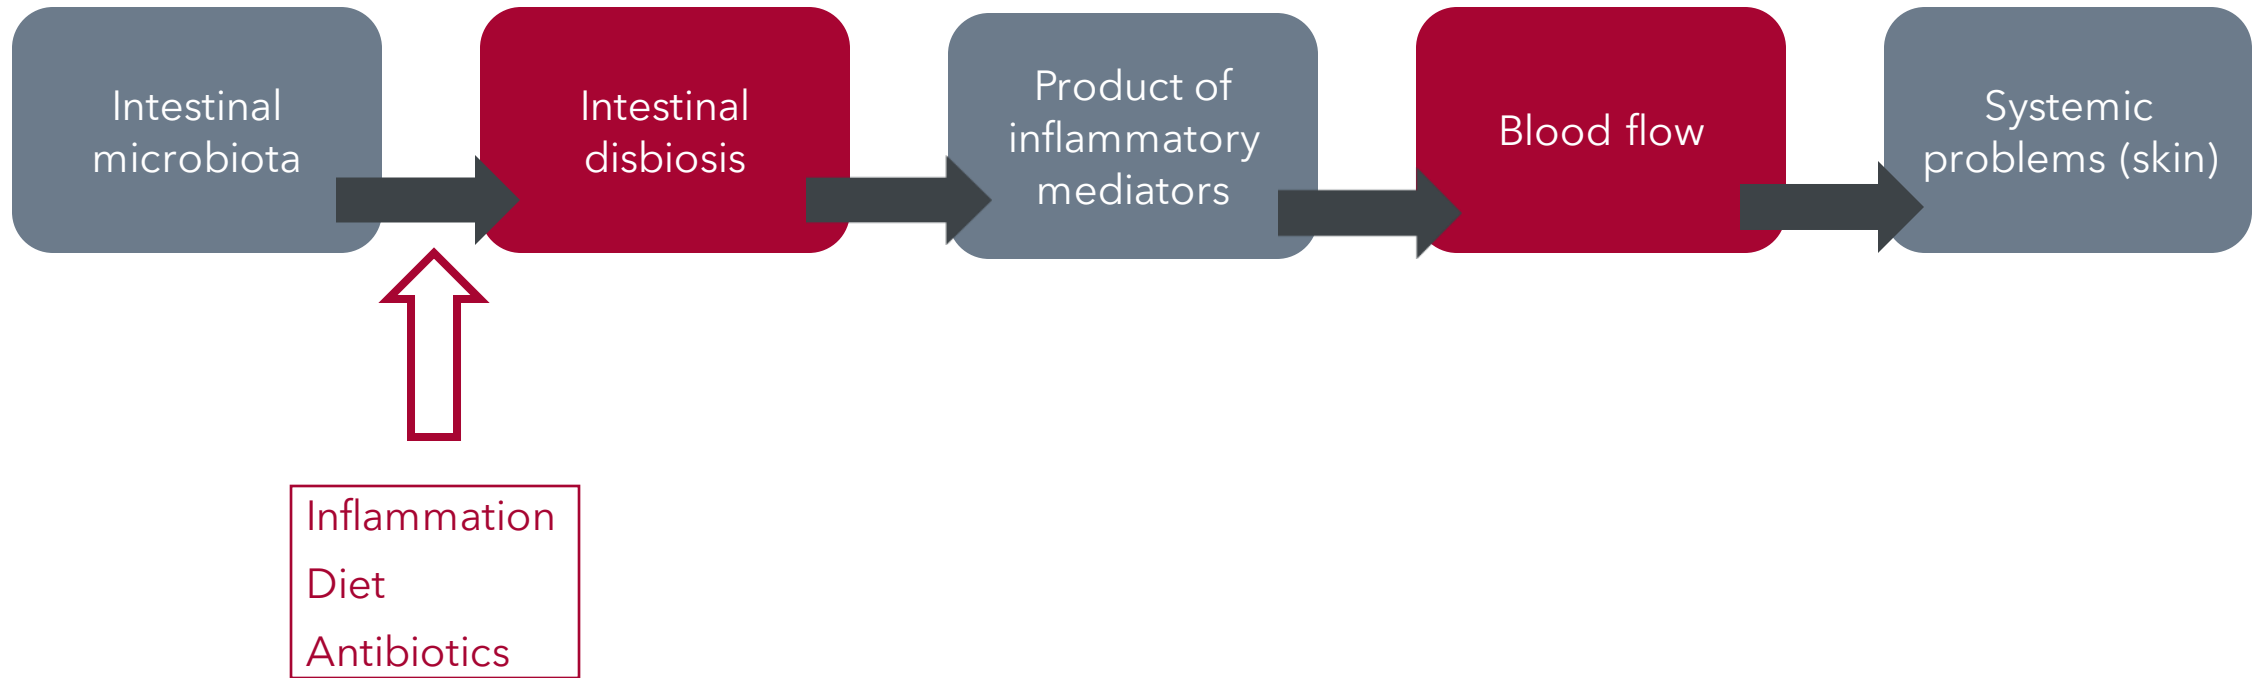 Intestinal
microbiota
Intestinal
disbiosis
Product of
inflammatory
mediators
Blood flow
Systemic
problems (skin)
Inflammation
Diet
Antibiotics